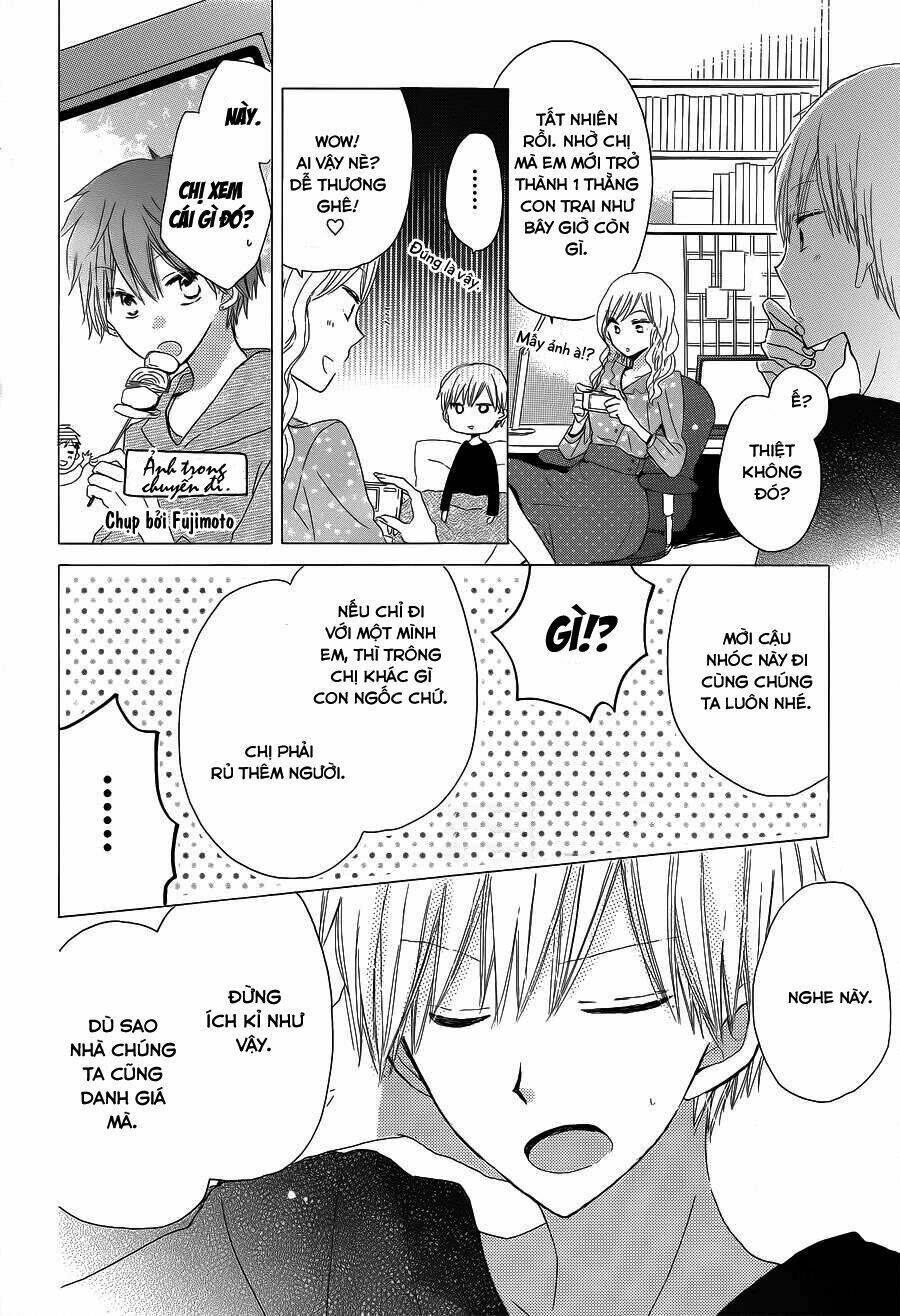 Ế?
THIỆT
KHÔNG
ĐÓ?
TẤT NHIÊN
RỒI. NHỜ CHỊ
MÀ EM MỚI TRỞ
THÀNH 1 THẰNG
CON TRAI NHƯ
BÂY GIỜ CÒN
GÌ.
Mấy ảnh à!?
......
Đúng là vậy.
WOW!
AI VẬY NÈ?
DỄ THƯƠNG
GHÊ!
♡
NÀY.
CHỊ XEM
CÁI GÌ ĐÓ?
Ảnh trong
chuyến đi.
Chụp bởi Fujimoto
MỜI CẬU
NHÓC NÀY ĐI
CÙNG CHÚNG
TA LUÔN NHÉ.
GÌ!?
NẾU CHỈ ĐI
VỚI MỘT MÌNH
EM, THÌ TRÔNG
CHỊ KHÁC GÌ
CON NGỐC CHỨ.
CHỊ PHẢI
RỦ THÊM NGƯỜI.
......
NGHE NÀY.
ĐỪNG
ÍCH KỈ NHƯ
VẬY.
DÙ SAO
NHÀ CHÚNG
TA CŨNG
DANH GIÁ
MÀ.